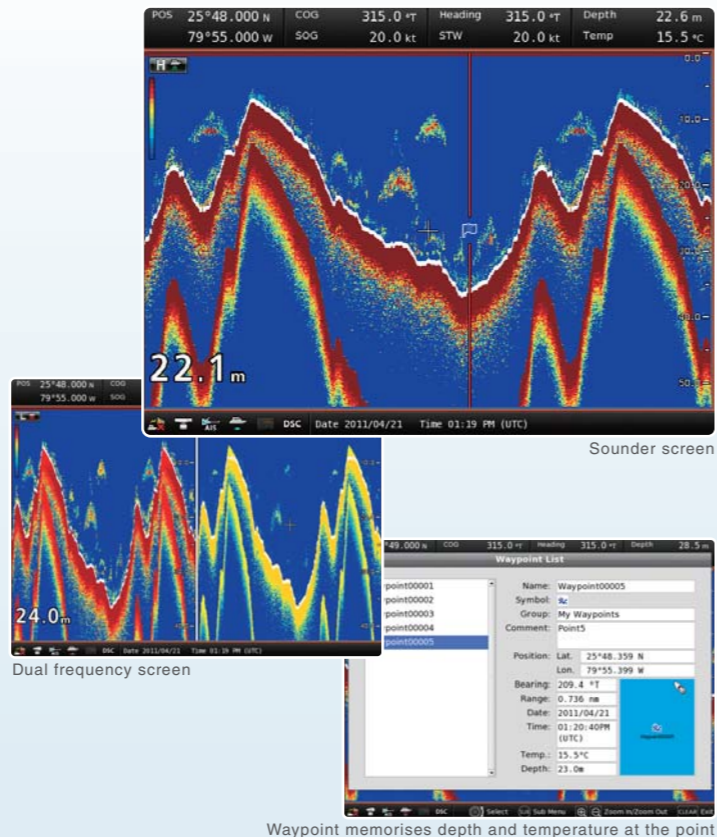 POS 25°48.000 N COG 315.0 °T Heading 315.0 °T Depth 22.6 m
79°55.000 W SOG 20.0 kt STW 20.0 kt Temp 15.5 °C
H
0.0
10.0
20.0
50.
22.1 m
DSC Date 2011/04/21 Time 01:19 PM (UTC)
Sounder screen
POS 25°48.000 N COG
79°55.000 W SOG
24.0m
DSC Date 2011/04/21 Time 01:19 PM (UTC)
Dual frequency screen
°49.000 N COG 315.0 °T Heading 315.0 °T Depth 28.5 m
Waypoint List
ypoint00001
ypoint00002
ypoint00003
ypoint00004
ypoint00005
Name: Waypoint00005
Symbol:
Group: My Waypoints
Comment: Point5
Position: Lat. 25°48.359 N
Lon. 79°55.399 W
Bearing: 209.4 °T
Range: 0.736 nm
Date: 2011/04/21
Time: 01:20:40PM
(UTC)
Temp.: 15.5°C
Depth: 23.0m
Waypoint00005
DSC Select SUB Sub Menu Zoom In/Zoom Out CLEAR Exit
Waypoint memorises depth and temperature at the point